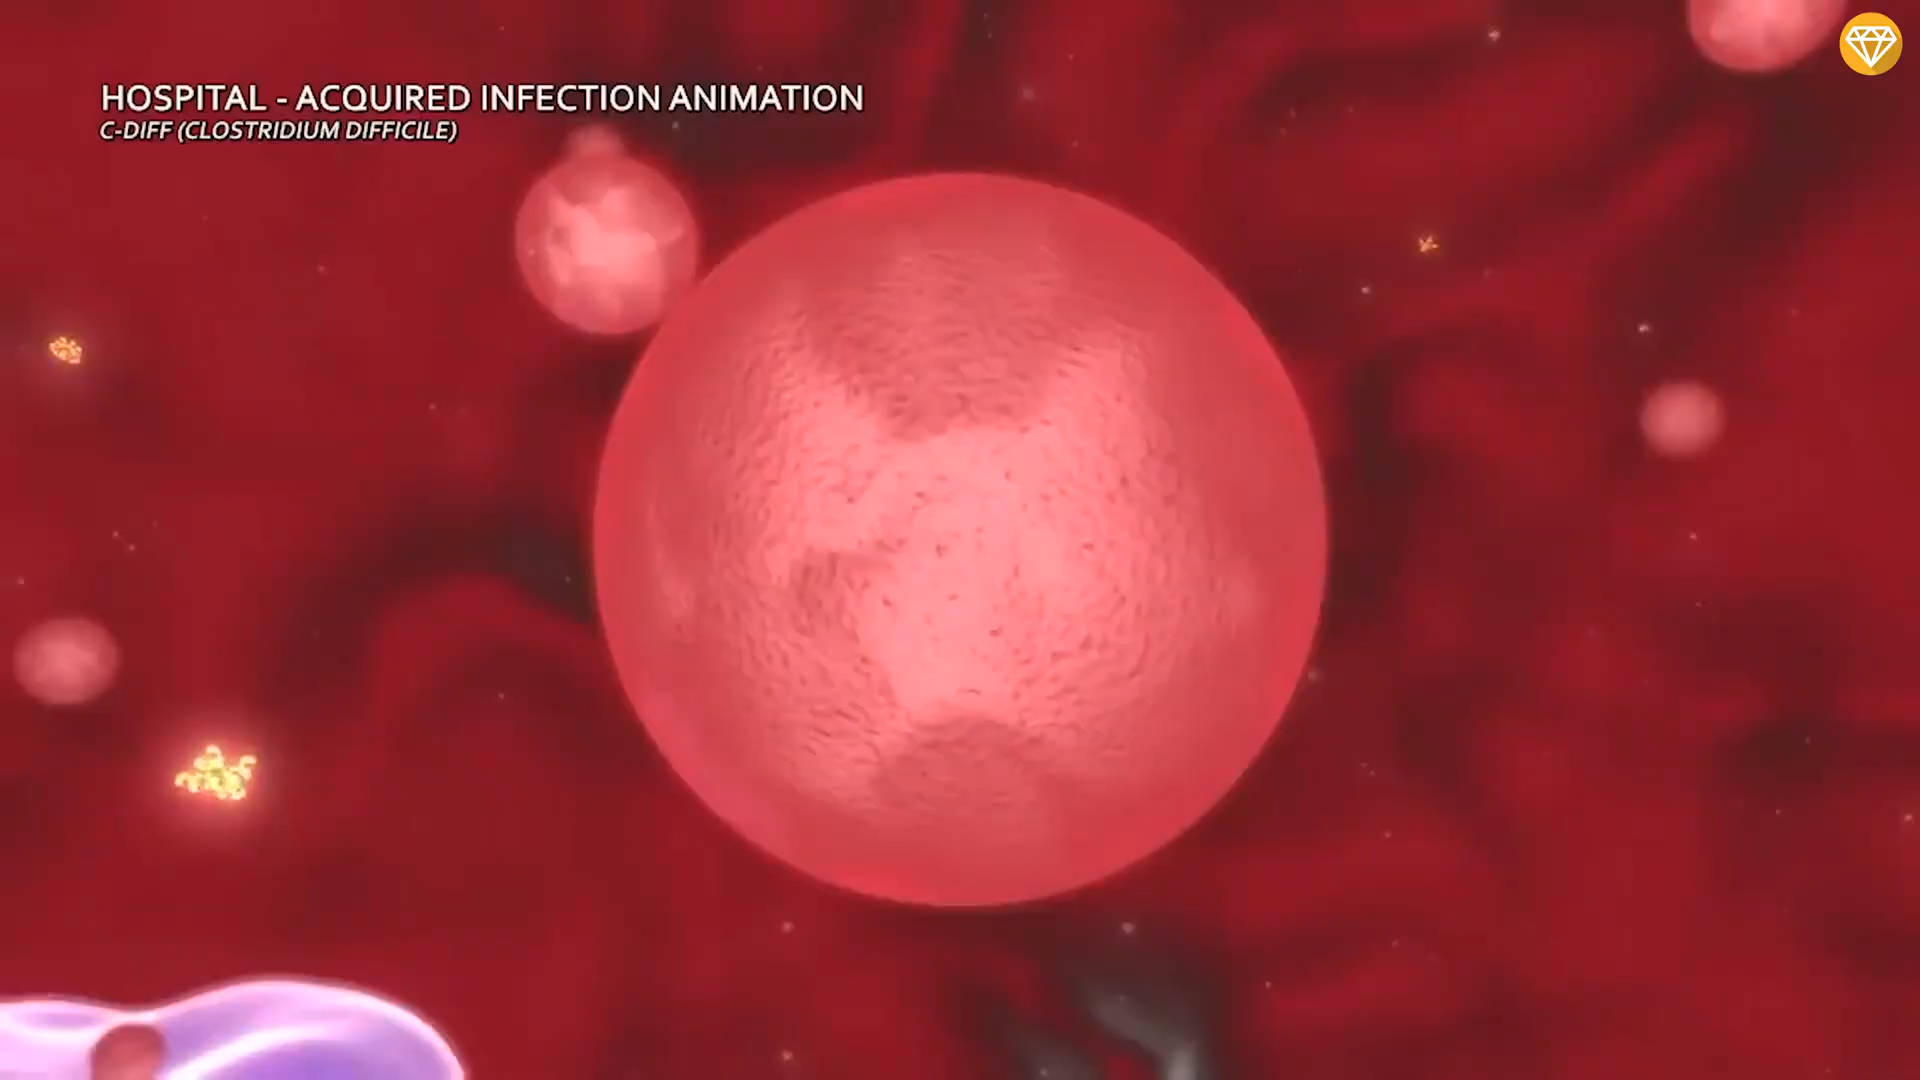 HOSPITAL - ACQUIRED INFECTION ANIMATION
C-DIFF (CLOSTRIDIUM DIFFICILE)